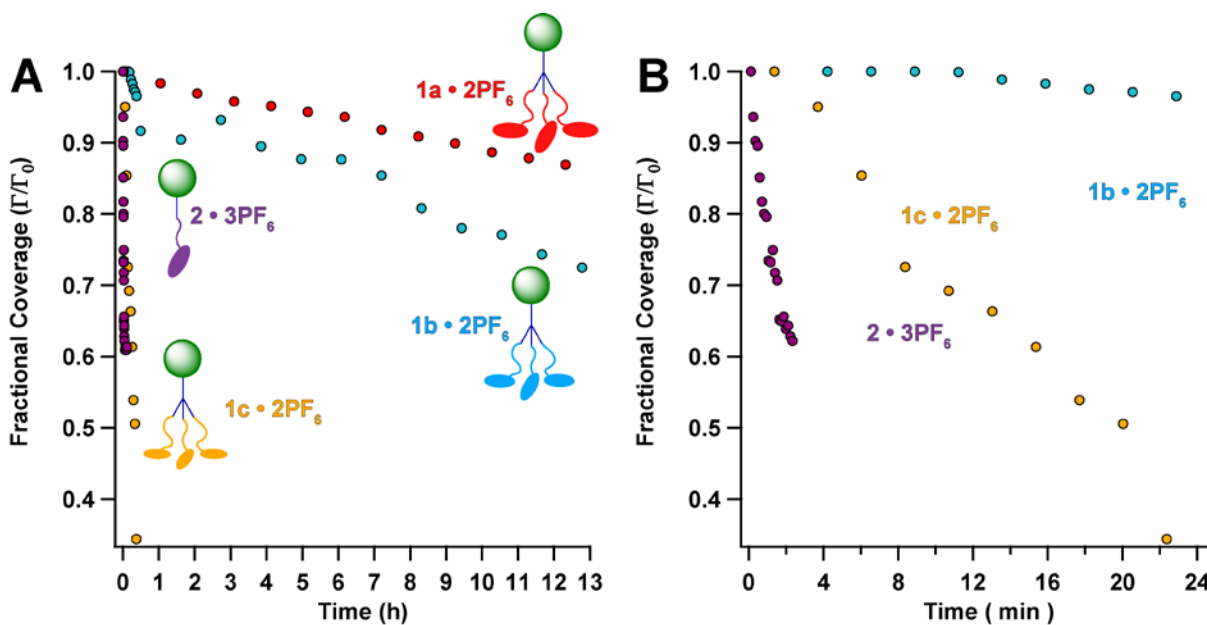 A
Fractional Coverage (Γ/Γ₀)
1.0
0.9
0.8
0.7
0.6
0.5
0.4
0
1
2
3
4
5
6
7
8
9
10
11
12
13
Time (h)
1a • 2PF₆
2 • 3PF₆
1b • 2PF₆
1c • 2PF₆
B
Fractional Coverage (Γ/Γ₀)
1.0
0.9
0.8
0.7
0.6
0.5
0.4
0
4
8
12
16
20
24
Time ( min )
1b • 2PF₆
1c • 2PF₆
2 • 3PF₆